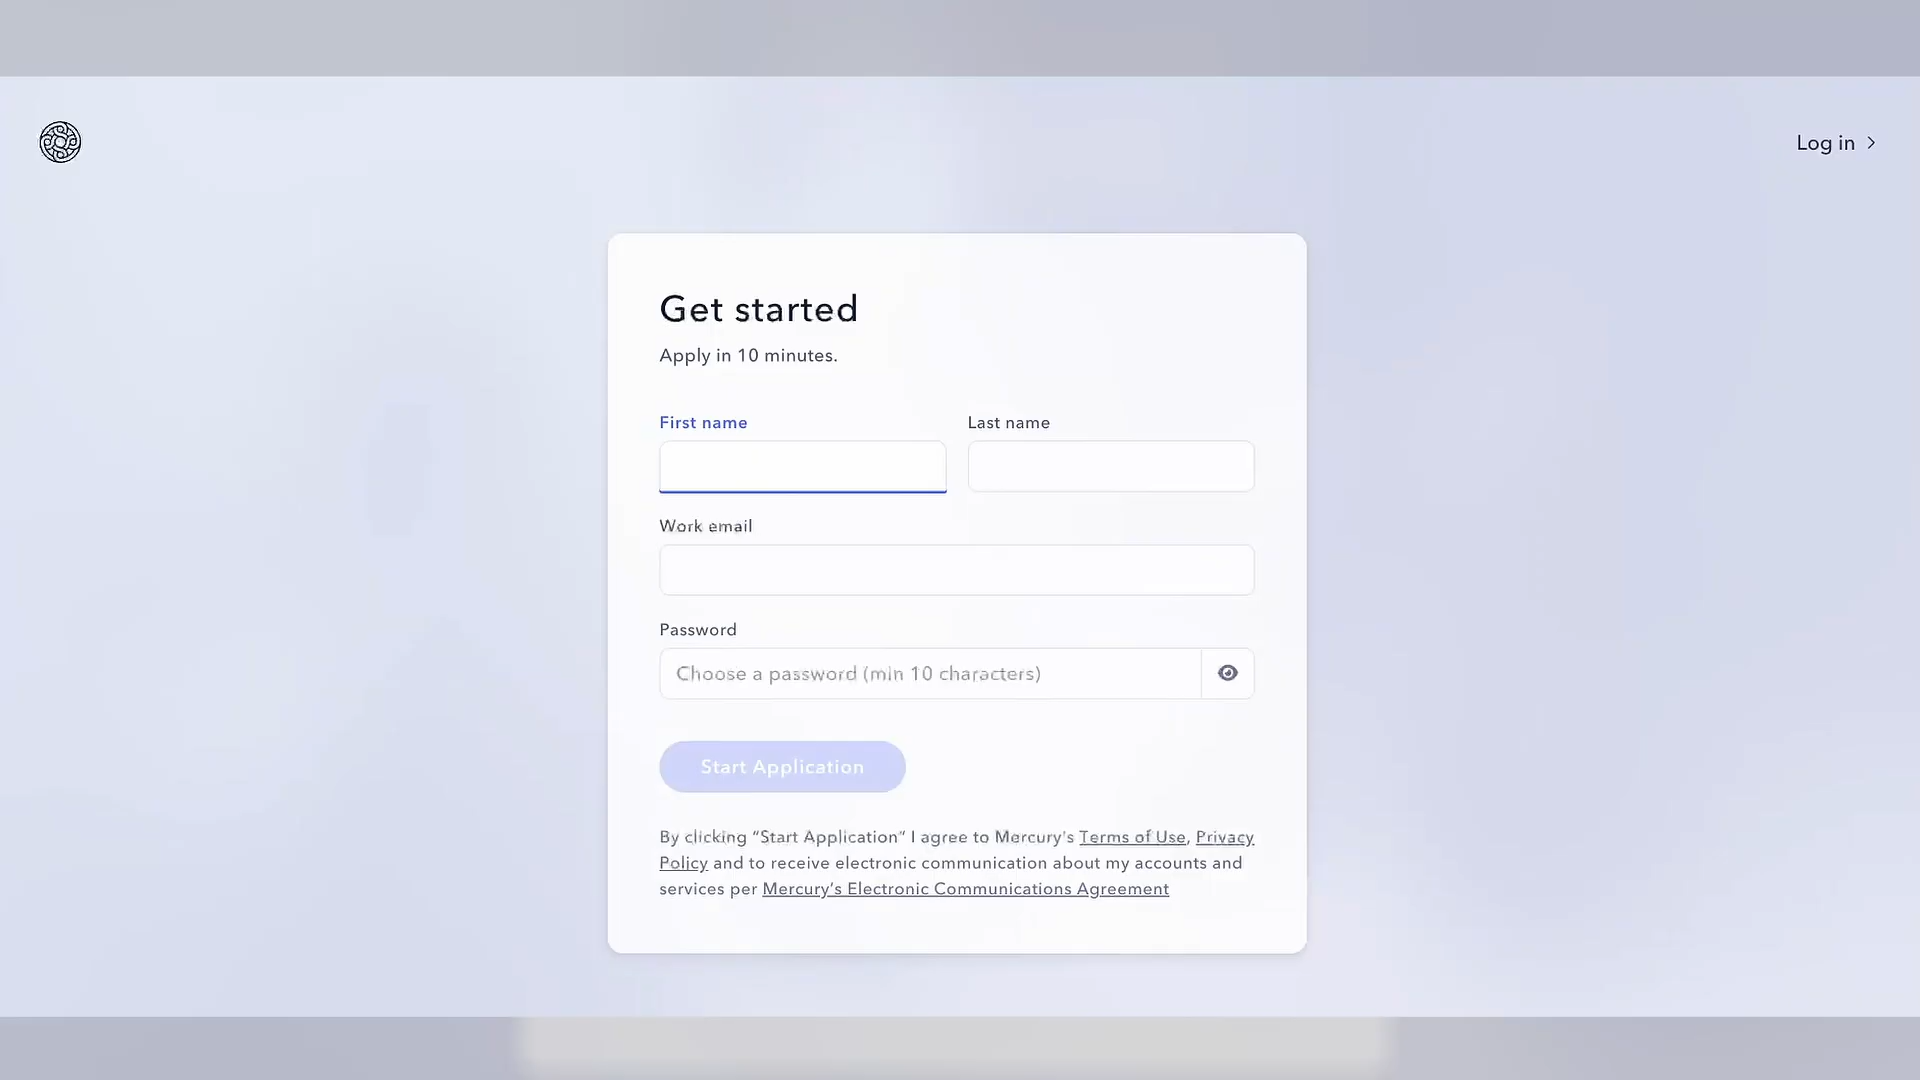 Log in
Get started
Apply in 10 minutes.
First name
Last name
Work email
Password
Choose a password (min 10 characters)
Start Application
By clicking “Start Application” I agree to Mercury’s Terms of Use, Privacy
Policy and to receive electronic communication about my accounts and
services per Mercury’s Electronic Communications Agreement